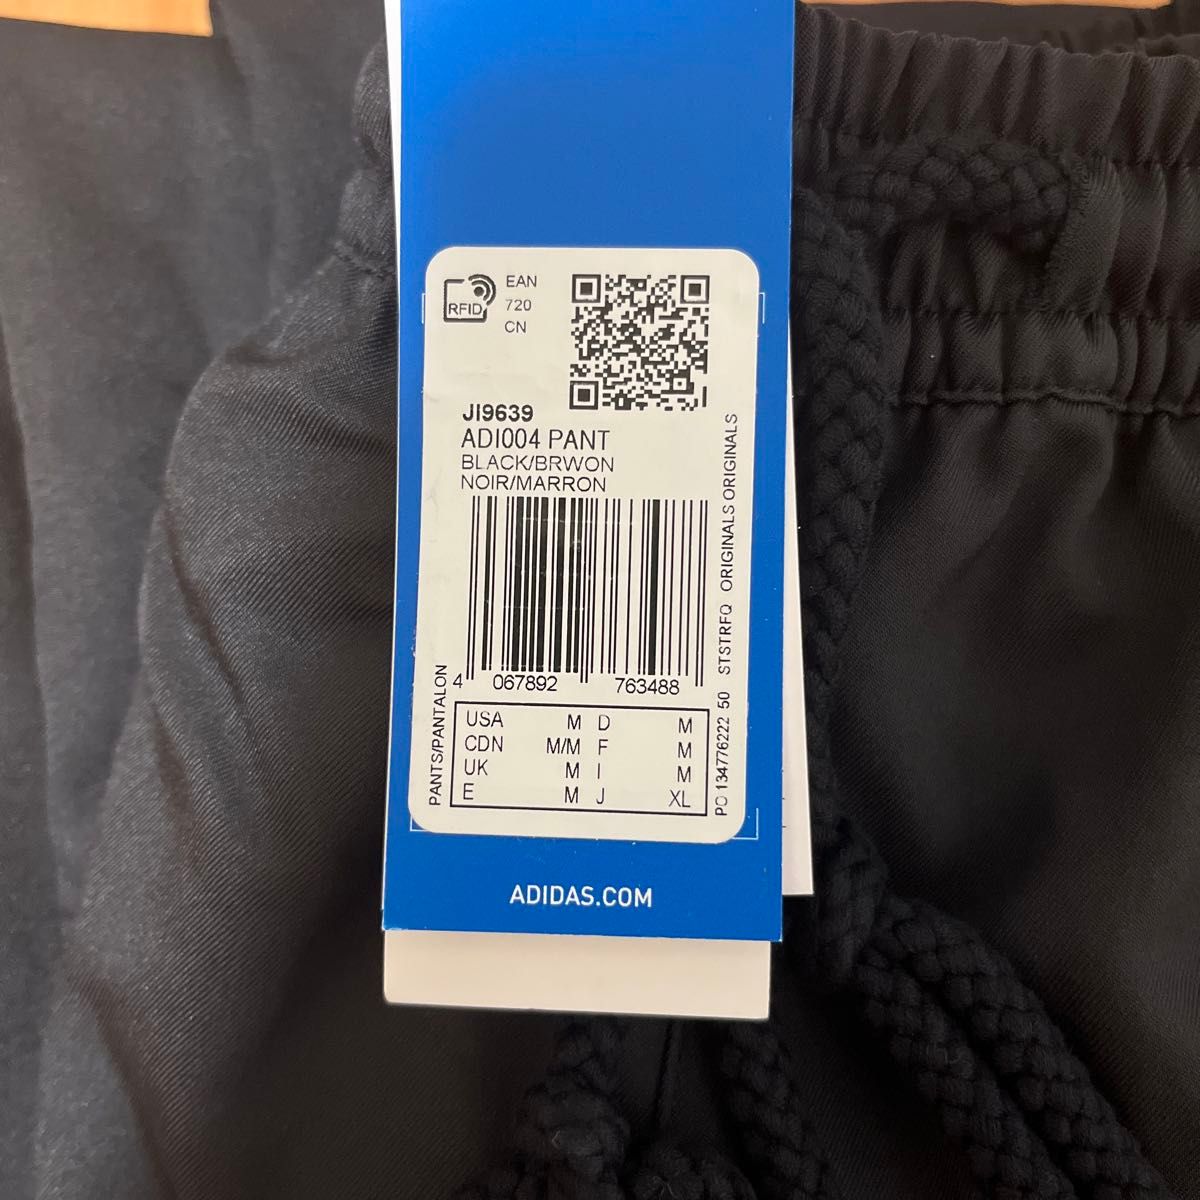 RFID
EAN
720
CN
JI9639
ADI004 PANT
BLACK/BRWON
NOIR/MARRON
4 067892 763488
USA M D M
CDN M/M F M
UK M I M
E M J XL
PANTS/PANTALON
PO 134776222 50 STSTRFQ ORIGINALS ORIGINALS
ADIDAS.COM